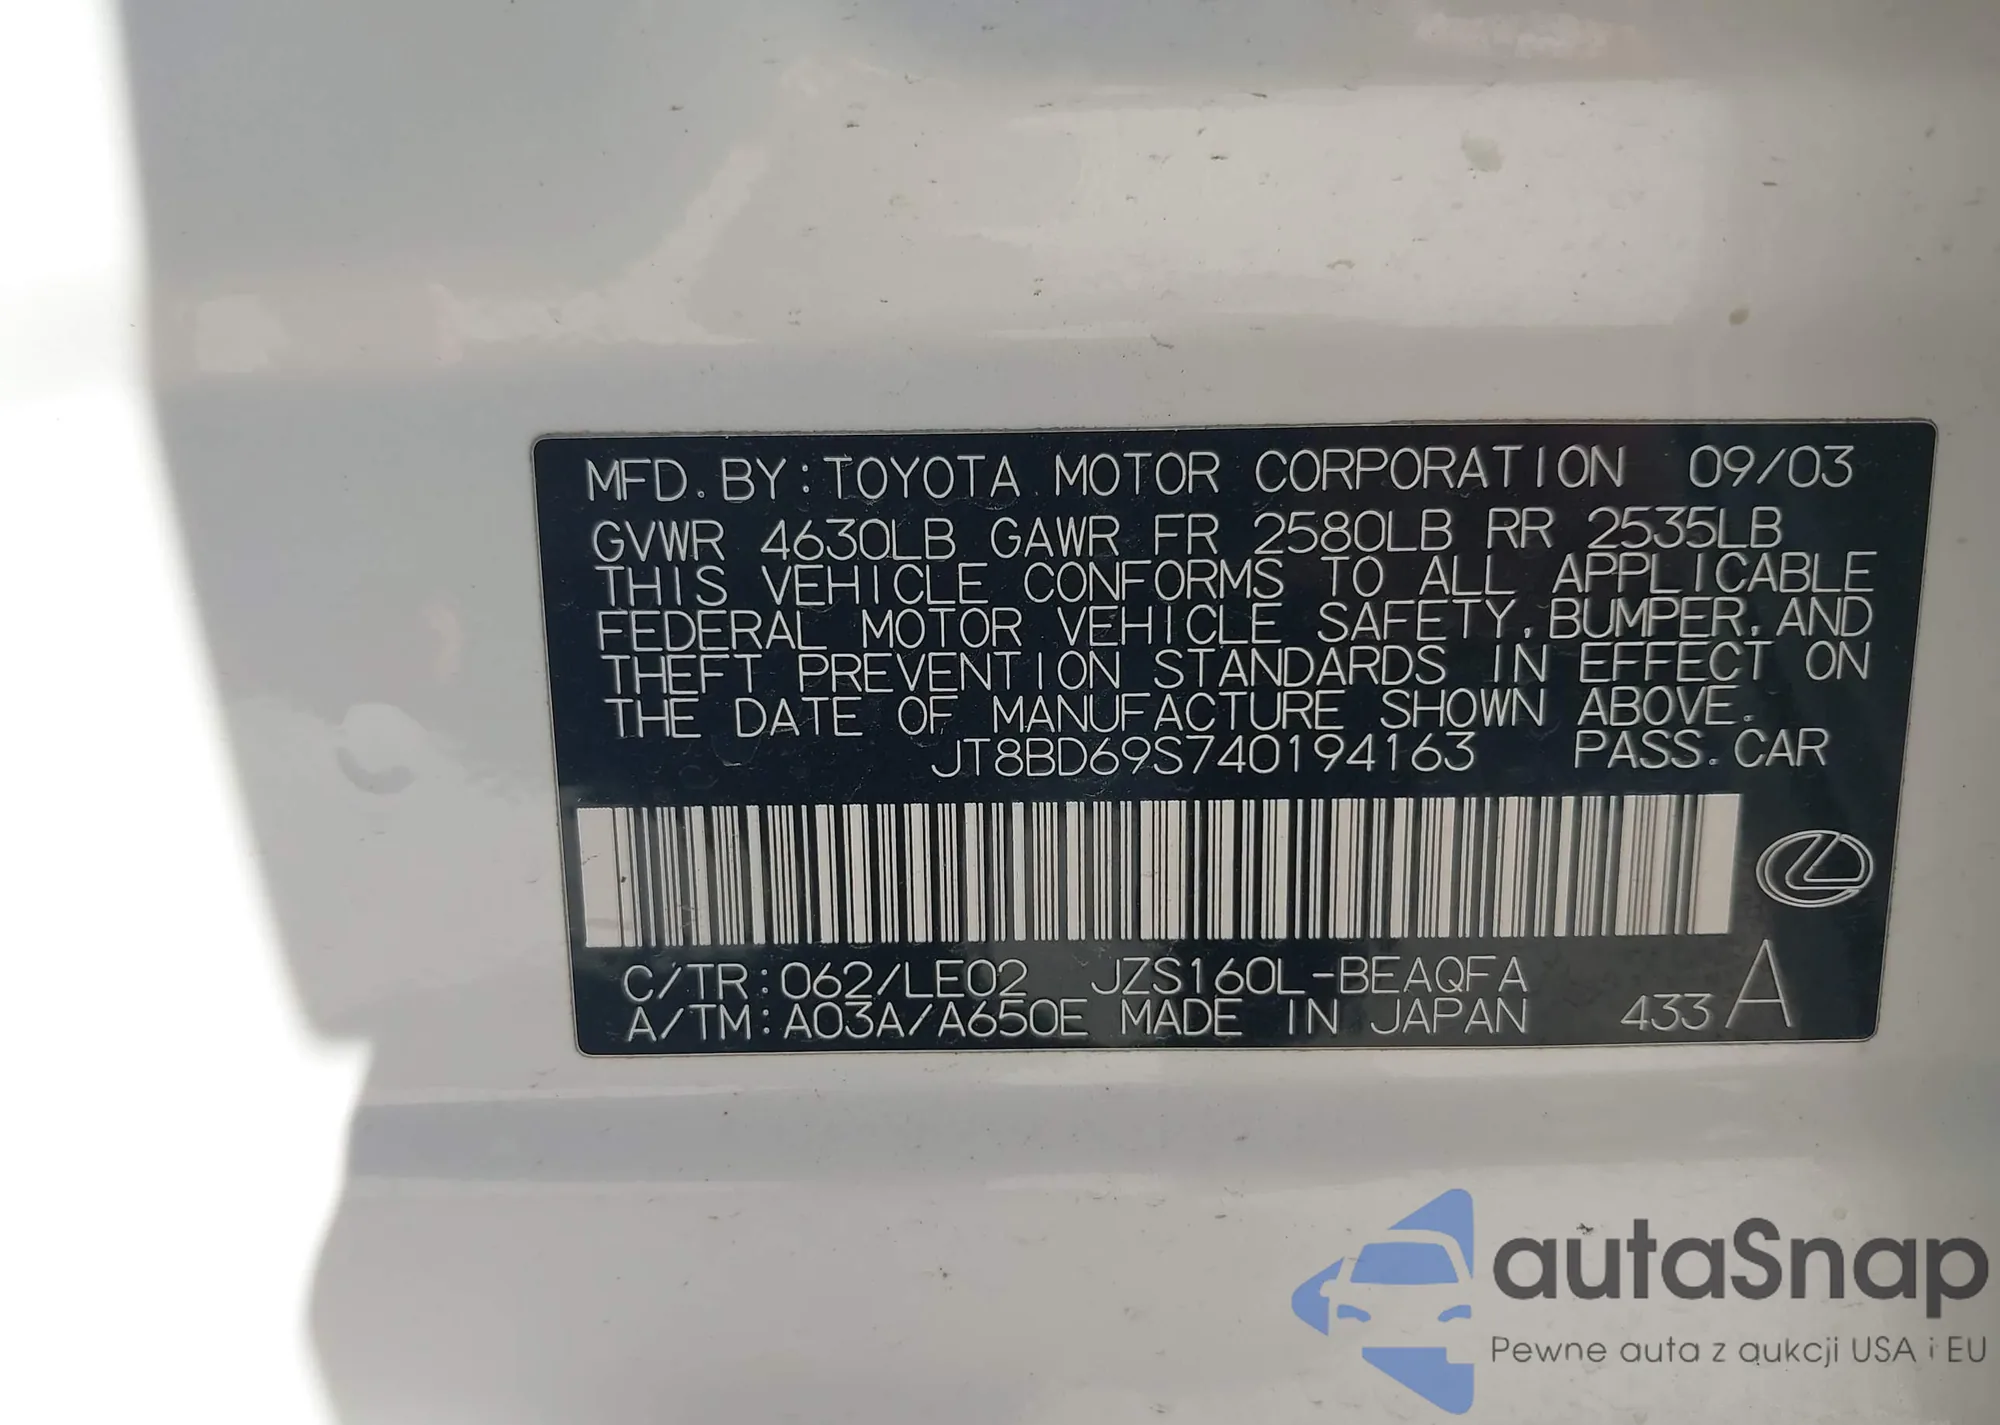 MFD. BY: TOYOTA MOTOR CORPORATION 09/03
GVWR 4630LB GAWR FR 2580LB RR 2535LB
THIS VEHICLE CONFORMS TO ALL APPLICABLE
FEDERAL MOTOR VEHICLE SAFETY, BUMPER, AND
THEFT PREVENTION STANDARDS IN EFFECT ON
THE DATE OF MANUFACTURE SHOWN ABOVE.
JT8BD69S740194163 PASS. CAR
C/TR: 062/LE02 JZS160L-BEAQFA
A/TM: A03A/A650E MADE IN JAPAN 433 A
autaSnap
Pewne auta z aukcji USA i EU